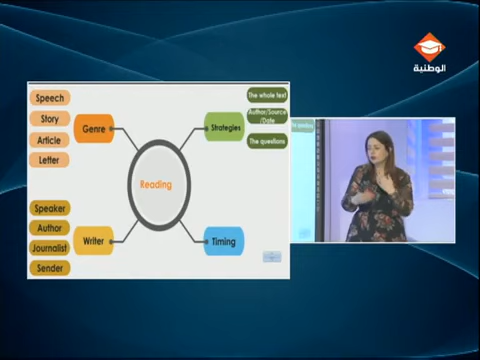 الوطنية
Speech
Story
Article
Letter
Genre
Speaker
Author
Journalist
Sender
Writer
Reading
Strategies
The whole text
Author/Source
/Date
The questions
Timing